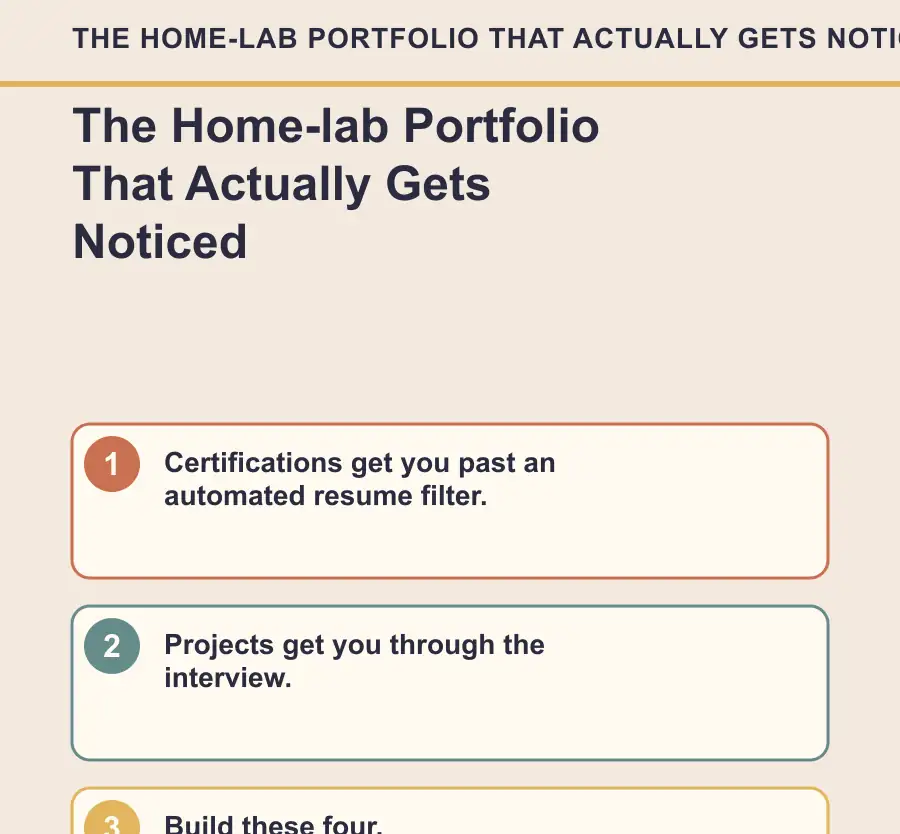 THE HOME-LAB PORTFOLIO THAT ACTUALLY GETS
The Home-lab Portfolio
That Actually Gets
Noticed
1
Certifications get you past an
automated resume filter.
2
Projects get you through the
interview.
3
Build these four.